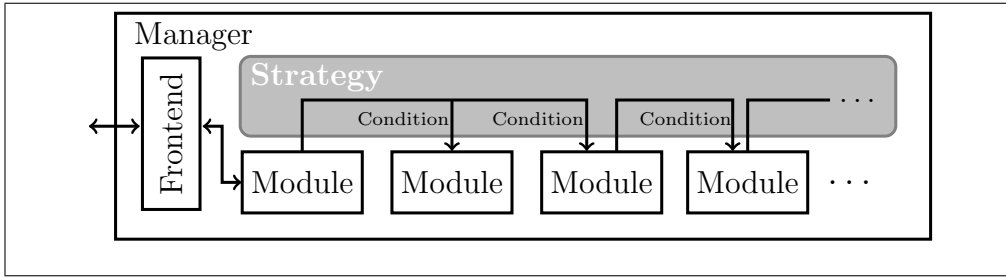 Manager
Frontend
Strategy
Condition Condition Condition ...
Module Module Module Module ...